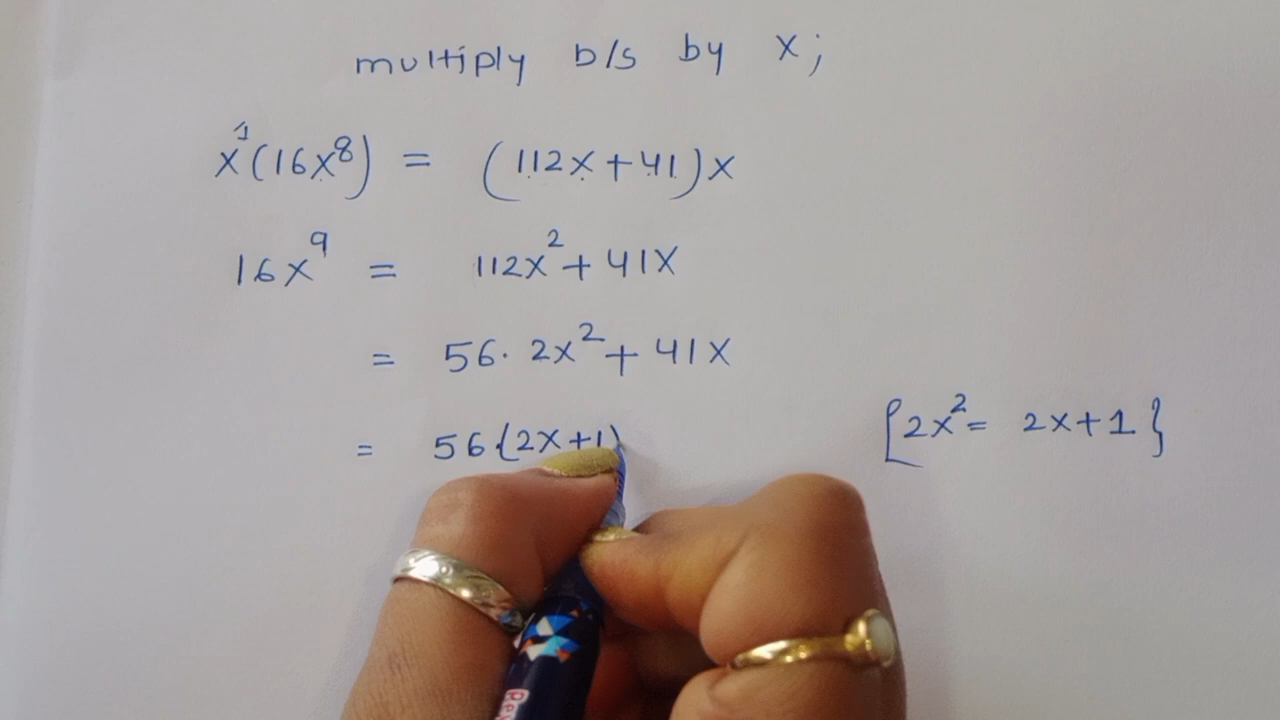 multiply b/s by x;
x¹(16x⁸) = (112x+41)x
16x⁹ = 112x²+41x
= 56·2x²+41x
= 56{2x+1) [2x²= 2x+1}